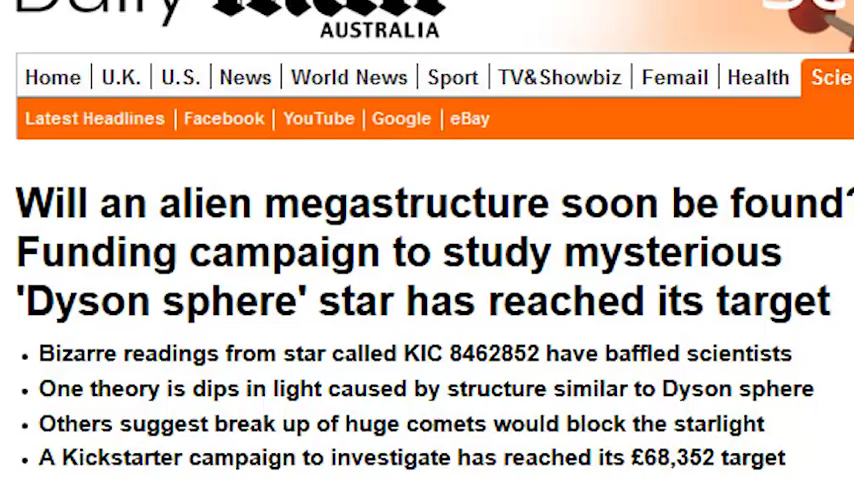 Daily Mail
AUSTRALIA
Home U.K. U.S. News World News Sport TV&Showbiz Femail Health
Latest Headlines Facebook YouTube Google eBay
Will an alien megastructure soon be found?
Funding campaign to study mysterious
'Dyson sphere' star has reached its target
• Bizarre readings from star called KIC 8462852 have baffled scientists
• One theory is dips in light caused by structure similar to Dyson sphere
• Others suggest break up of huge comets would block the starlight
• A Kickstarter campaign to investigate has reached its £68,352 target